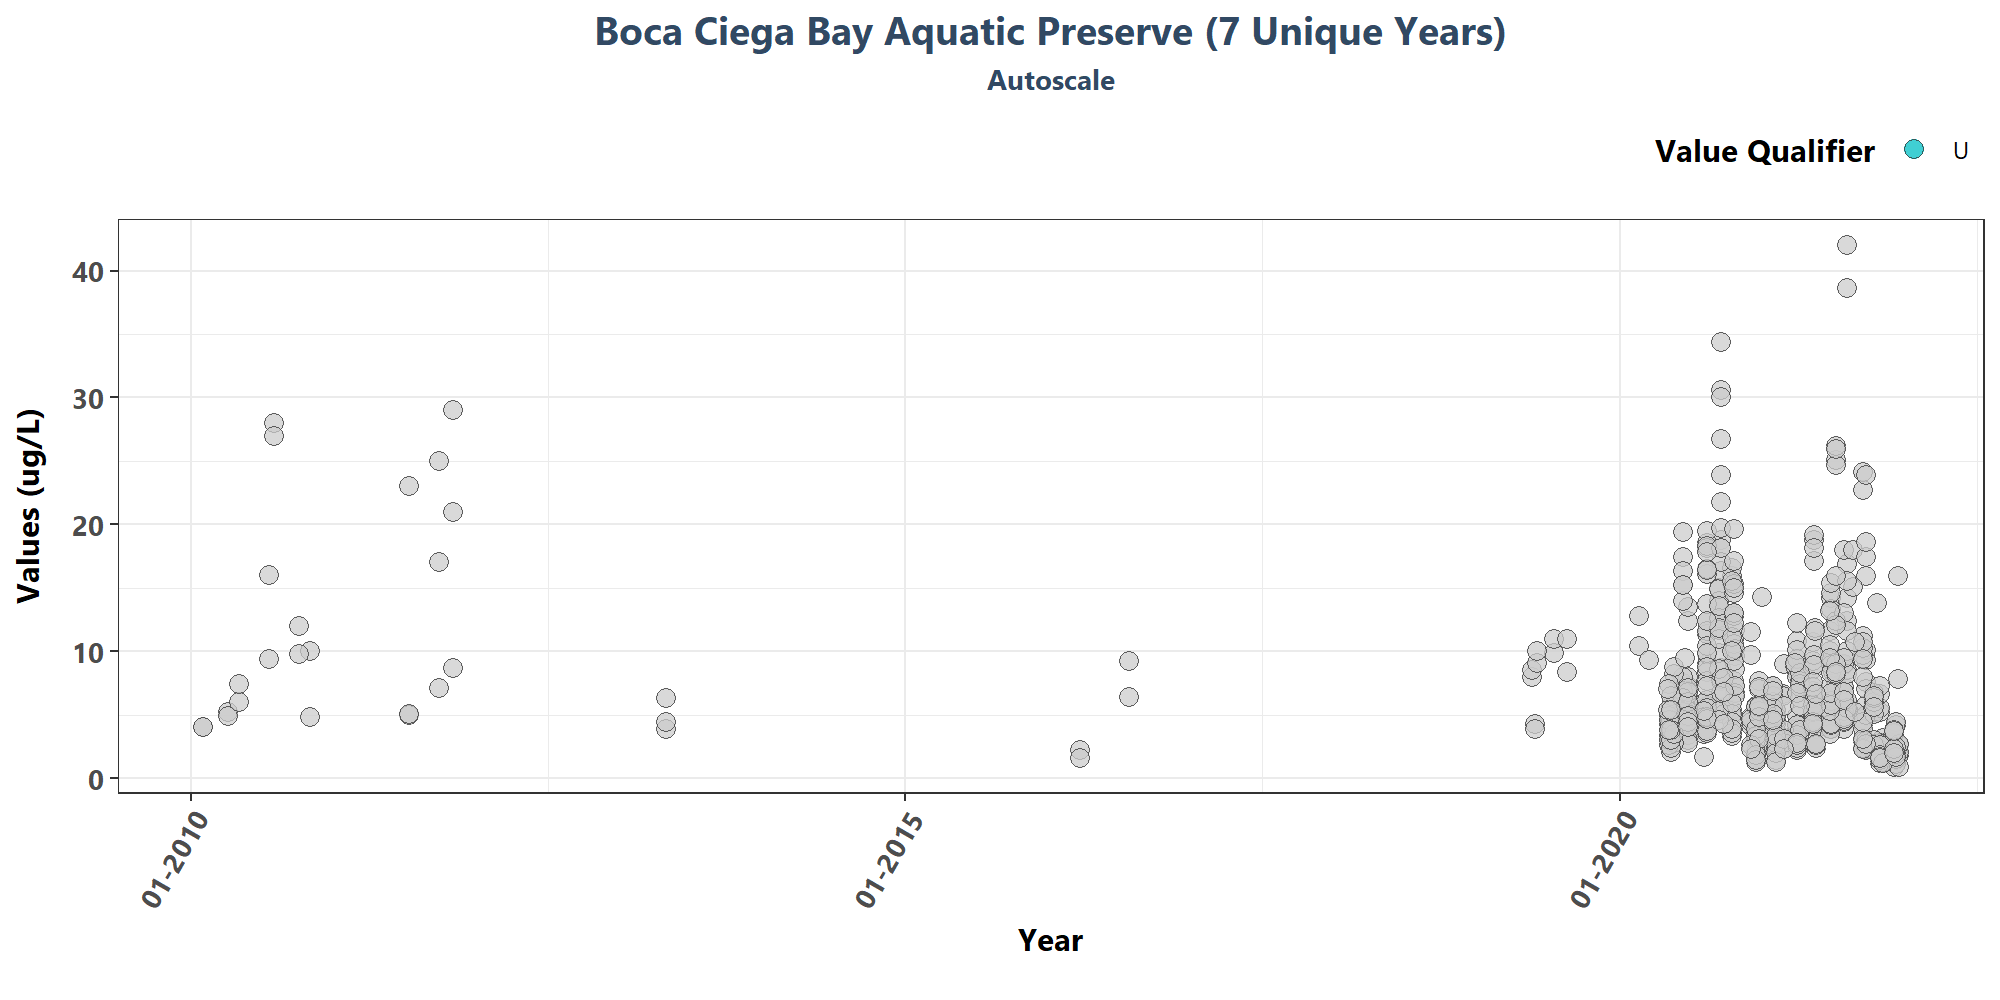 Boca Ciega Bay Aquatic Preserve (7 Unique Years)
Autoscale
Value Qualifier U
Values (ug/L)
40
30
20
10
0
01-2010 01-2015 01-2020
Year